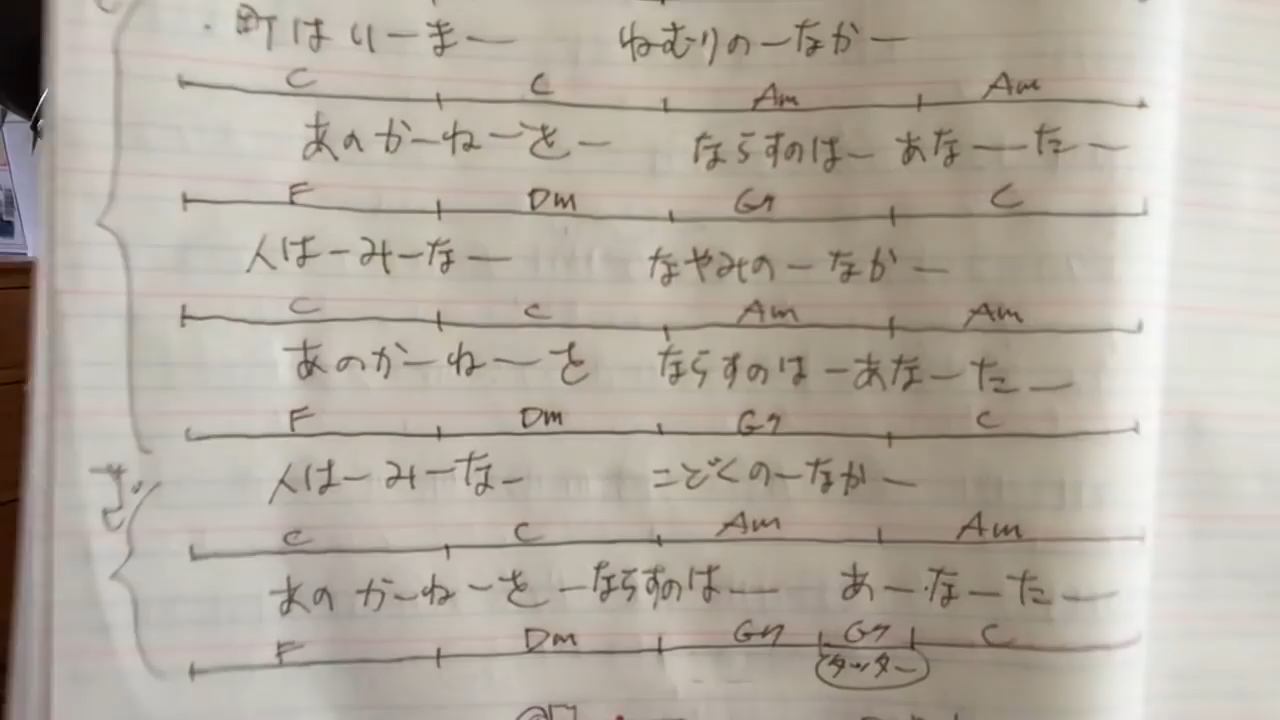 町はいーまー ねむりのーなかー
C C Am Am
あのかーねーをー ならすのはー あなーーたー
F Dm G7 C
人はーみーなー なやみのーなかー
C C Am Am
あのかーねーを ならすのはーあなーたー
F Dm G7 C
人はーみーなー こどくのーなかー
C C Am Am
あのかーねーをーならすのはーー あーなーたー
F Dm G7 G7 C
タッター